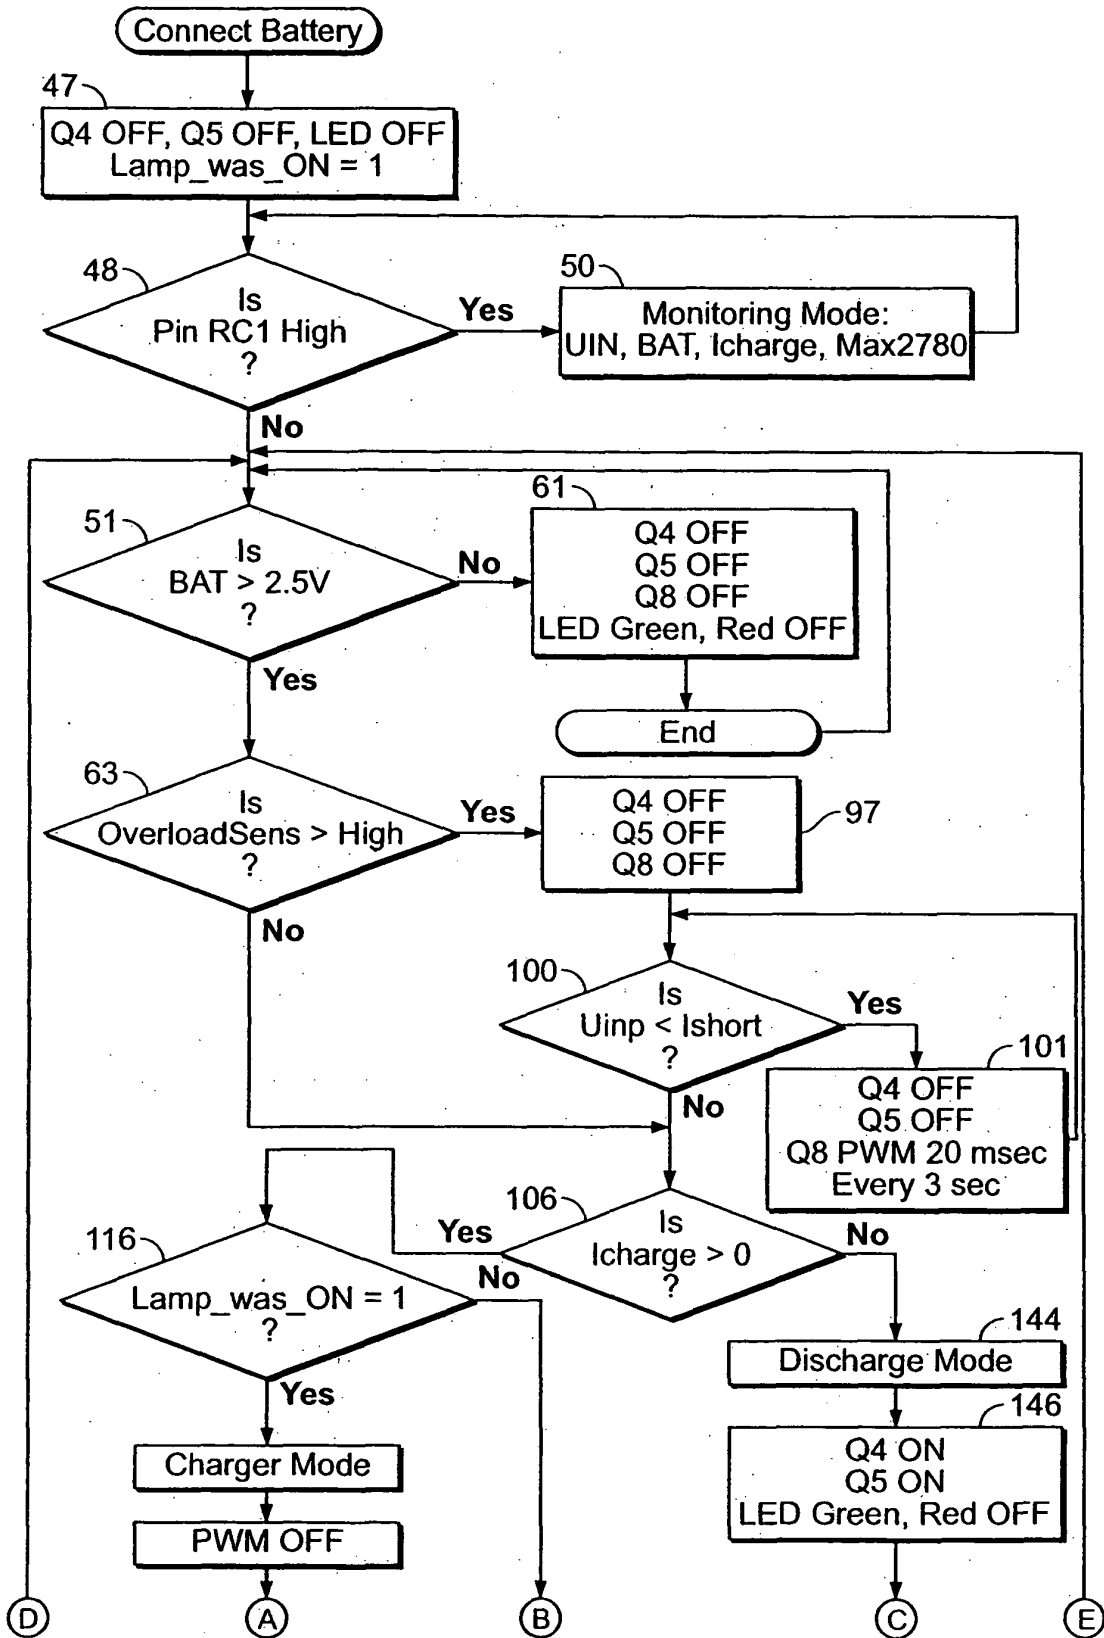 Connect Battery
47
Q4 OFF, Q5 OFF, LED OFF
Lamp_was_ON = 1
48
Is
Pin RC1 High
?
Yes
50
Monitoring Mode:
UIN, BAT, Icharge, Max2780
No
51
Is
BAT > 2.5V
?
No
61
Q4 OFF
Q5 OFF
Q8 OFF
LED Green, Red OFF
Yes
End
63
Is
OverloadSens > High
?
Yes
Q4 OFF
Q5 OFF
Q8 OFF
97
No
100
Is
Uinp < Ishort
?
Yes
101
Q4 OFF
Q5 OFF
Q8 PWM 20 msec
Every 3 sec
No
106
Is
Icharge > 0
?
Yes
No
116
Lamp_was_ON = 1
?
No
Yes
144
Discharge Mode
146
Q4 ON
Q5 ON
LED Green, Red OFF
Charger Mode
PWM OFF
D
A
B
C
E